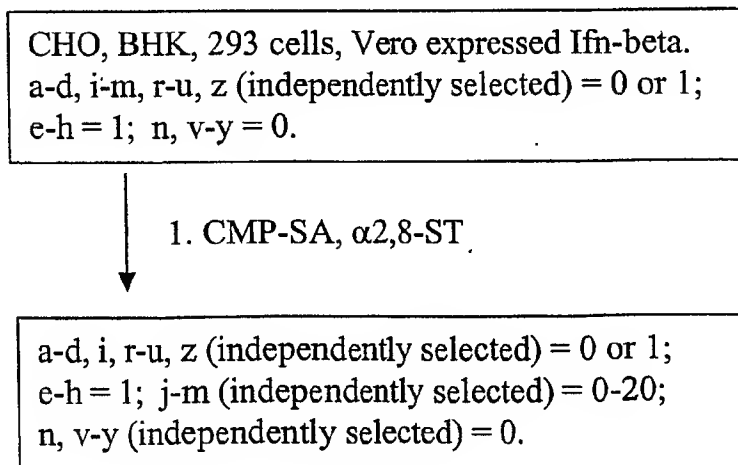 CHO, BHK, 293 cells, Vero expressed Ifn-beta.
a-d, i-m, r-u, z (independently selected) = 0 or 1;
e-h = 1; n, v-y = 0.
1. CMP-SA, α2,8-ST
a-d, i, r-u, z (independently selected) = 0 or 1;
e-h = 1; j-m (independently selected) = 0-20;
n, v-y (independently selected) = 0.